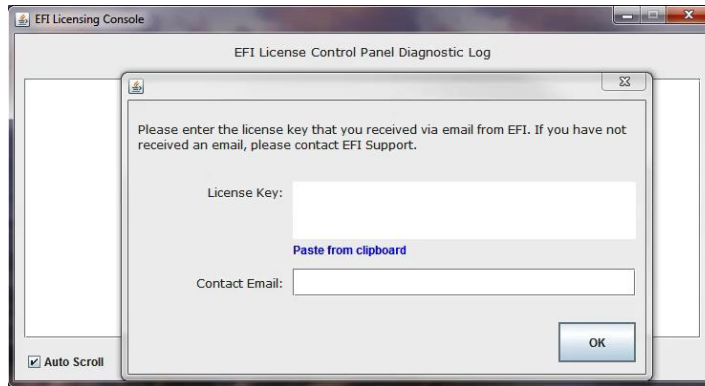 EFI Licensing Console
EFI License Control Panel Diagnostic Log
Please enter the license key that you received via email from EFI. If you have not
received an email, please contact EFI Support.
License Key:
Paste from clipboard
Contact Email:
OK
Auto Scroll